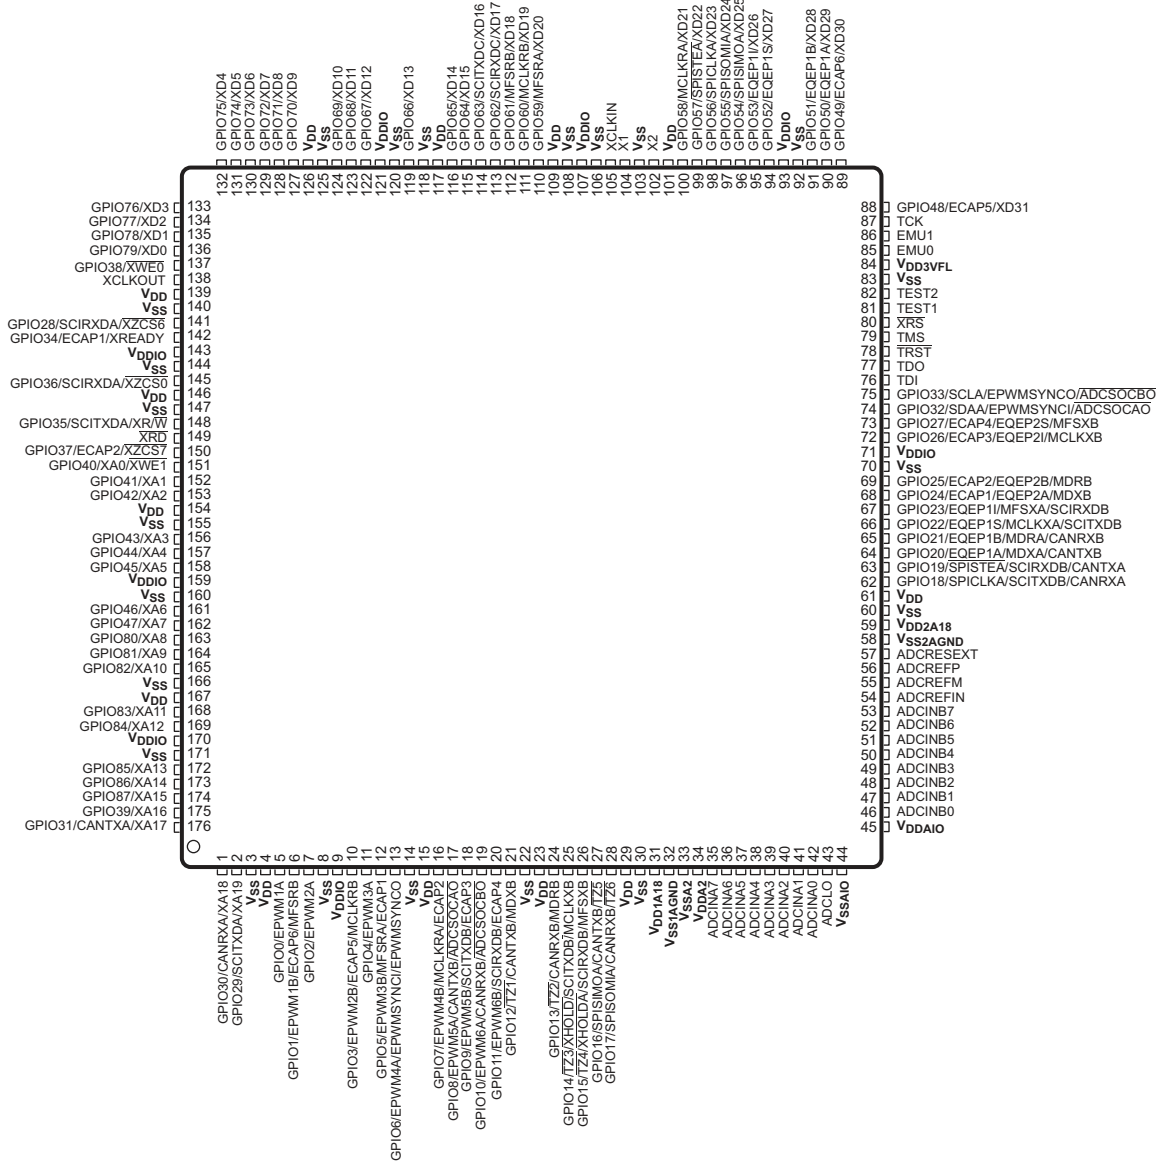 GPIO75/XD4
GPIO74/XD5
GPIO73/XD6
GPIO72/XD7
GPIO71/XD8
GPIO70/XD9
VDD
VSS
GPIO69/XD10
GPIO68/XD11
GPIO67/XD12
VDDIO
VSS
GPIO66/XD13
VSS
VDD
GPIO65/XD14
GPIO64/XD15
GPIO63/SCITXDC/XD16
GPIO62/SCIRXDC/XD17
GPIO61/MFSRB/XD18
GPIO60/MCLKRB/XD19
GPIO59/MFSRA/XD20
VDD
VSS
VDDIO
VSS
XCLKIN
X1
VSS
X2
VDD
GPIO58/MCLKRA/XD21
GPIO57/SPISTEA/XD22
GPIO56/SPICLKA/XD23
GPIO55/SPISOMIA/XD24
GPIO54/SPISIMOA/XD25
GPIO53/EQEP1I/XD26
GPIO52/EQEP1S/XD27
VDDIO
VSS
GPIO51/EQEP1B/XD28
GPIO50/EQEP1A/XD29
GPIO49/ECAP6/XD30
132 131 130 129 128 127 126 125 124 123 122 121 120 119 118 117 116 115 114 113 112 111 110 109 108 107 106 105 104 103 102 101 100 99 98 97 96 95 94 93 92 91 90 89
GPIO76/XD3 133
GPIO77/XD2 134
GPIO78/XD1 135
GPIO79/XD0 136
GPIO38/XWE0 137
XCLKOUT 138
VDD 139
VSS 140
GPIO28/SCIRXDA/XZCS6 141
GPIO34/ECAP1/XREADY 142
VDDIO 143
VSS 144
GPIO36/SCIRXDA/XZCS0 145
VDD 146
VSS 147
GPIO35/SCITXDA/XR/W 148
XRD 149
GPIO37/ECAP2/XZCS7 150
GPIO40/XA0/XWE1 151
GPIO41/XA1 152
GPIO42/XA2 153
VDD 154
VSS 155
GPIO43/XA3 156
GPIO44/XA4 157
GPIO45/XA5 158
VDDIO 159
VSS 160
GPIO46/XA6 161
GPIO47/XA7 162
GPIO80/XA8 163
GPIO81/XA9 164
GPIO82/XA10 165
VSS 166
VDD 167
GPIO83/XA11 168
GPIO84/XA12 169
VDDIO 170
VSS 171
GPIO85/XA13 172
GPIO86/XA14 173
GPIO87/XA15 174
GPIO39/XA16 175
GPIO31/CANTXA/XA17 176
88 GPIO48/ECAP5/XD31
87 TCK
86 EMU1
85 EMU0
84 VDD3VFL
83 VSS
82 TEST2
81 TEST1
80 XRS
79 TMS
78 TRST
77 TDO
76 TDI
75 GPIO33/SCLA/EPWMSYNCO/ADCSOCBO
74 GPIO32/SDAA/EPWMSYNCI/ADCSOCAO
73 GPIO27/ECAP4/EQEP2S/MFSXB
72 GPIO26/ECAP3/EQEP2I/MCLKXB
71 VDDIO
70 VSS
69 GPIO25/ECAP2/EQEP2B/MDRB
68 GPIO24/ECAP1/EQEP2A/MDXB
67 GPIO23/EQEP1I/MFSXA/SCIRXDB
66 GPIO22/EQEP1S/MCLKXA/SCITXDB
65 GPIO21/EQEP1B/MDRA/CANRXB
64 GPIO20/EQEP1A/MDXA/CANTXB
63 GPIO19/SPISTEA/SCIRXDB/CANTXA
62 GPIO18/SPICLKA/SCITXDB/CANRXA
61 VDD
60 VSS
59 VDD2A18
58 VSS2AGND
57 ADCRESEXT
56 ADCREFP
55 ADCREFM
54 ADCREFIN
53 ADCINB7
52 ADCINB6
51 ADCINB5
50 ADCINB4
49 ADCINB3
48 ADCINB2
47 ADCINB1
46 ADCINB0
45 VDDAIO
1 2 3 4 5 6 7 8 9 10 11 12 13 14 15 16 17 18 19 20 21 22 23 24 25 26 27 28 29 30 31 32 33 34 35 36 37 38 39 40 41 42 43 44
GPIO30/CANRX/XA18
GPIO29/SCITXDA/XA19
VSS
VDD
GPIO0/EPWM1A
GPIO1/EPWM1B/ECAP6/MFSRB
GPIO2/EPWM2A
VSS
VDDIO
GPIO3/EPWM2B/ECAP5/MCLKRB
GPIO4/EPWM3A
GPIO5/EPWM3B/MFSRA/ECAP1
GPIO6/EPWM4A/EPWMSYNCI/EPWMSYNCO
VSS
VDD
GPIO7/EPWM4B/MCLKRA/ECAP2
GPIO8/EPWM5A/CANTXB/ADCSOCAO
GPIO9/EPWM5B/SCITXDB/ECAP3
GPIO10/EPWM6A/CANRXB/ADCSOCBO
GPIO11/EPWM6B/SCIRXDB/ECAP4
GPIO12/TZ1/CANTXB/MDXB
VSS
VDD
GPIO13/TZ2/CANRXB/MDRB
GPIO14/TZ3/XHOLD/SCITXDB/MCLKXB
GPIO15/TZ4/XHOLDA/SCIRXDB/MFSXB
GPIO16/SPISIMOA/CANTXB/TZ5
GPIO17/SPISOMIA/CANRXB/TZ6
VDD
VSS
VDD1A18
VSS1AGND
VSSA2
VDDA2
ADCINA7
ADCINA6
ADCINA5
ADCINA4
ADCINA3
ADCINA2
ADCINA1
ADCINA0
ADCLO
VSSAIO